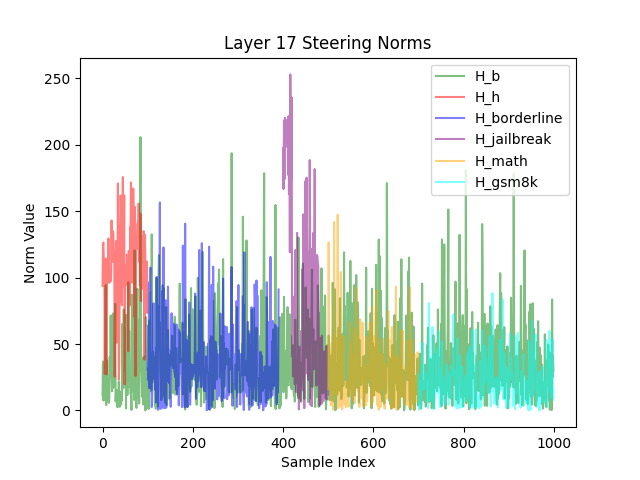 Layer 17 Steering Norms
Norm Value
250
200
150
100
50
0
H_b
H_h
H_borderline
H_jailbreak
H_math
H_gsm8k
0
200
400
600
800
1000
Sample Index